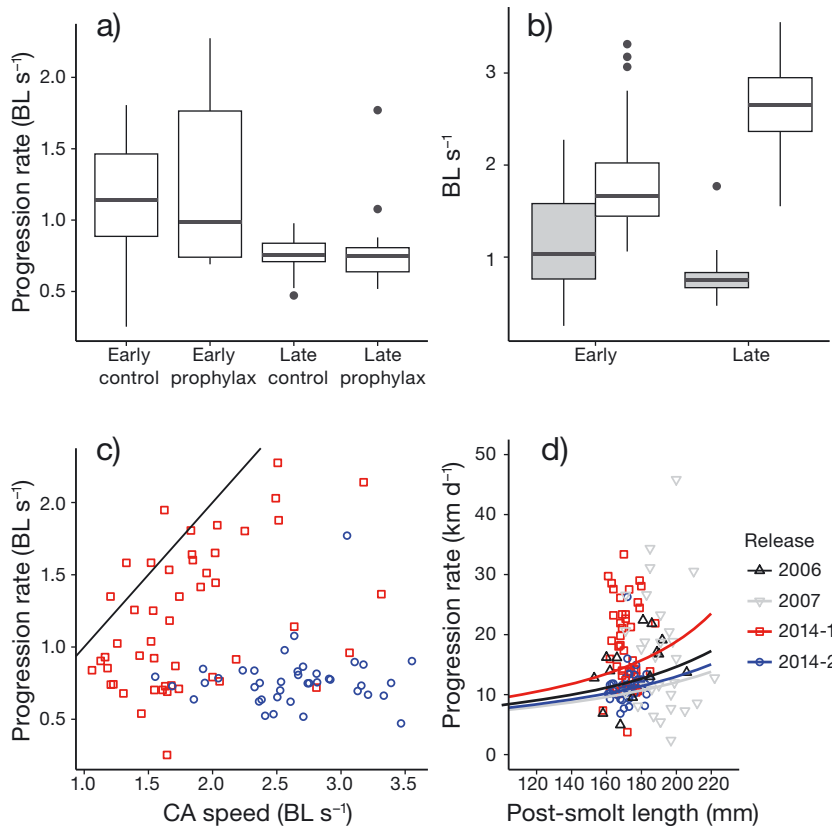 a)
Progression rate (BL s⁻¹)
2.0
1.5
1.0
0.5
Early control
Early prophylax
Late control
Late prophylax
b)
BL s⁻¹
3
2
1
Early
Late
c)
Progression rate (BL s⁻¹)
2.0
1.5
1.0
0.5
1.0 1.5 2.0 2.5 3.0 3.5
CA speed (BL s⁻¹)
d)
Progression rate (km d⁻¹)
50
40
30
20
10
0
120 140 160 180 200 220
Post-smolt length (mm)
Release
2006
2007
2014-1
2014-2